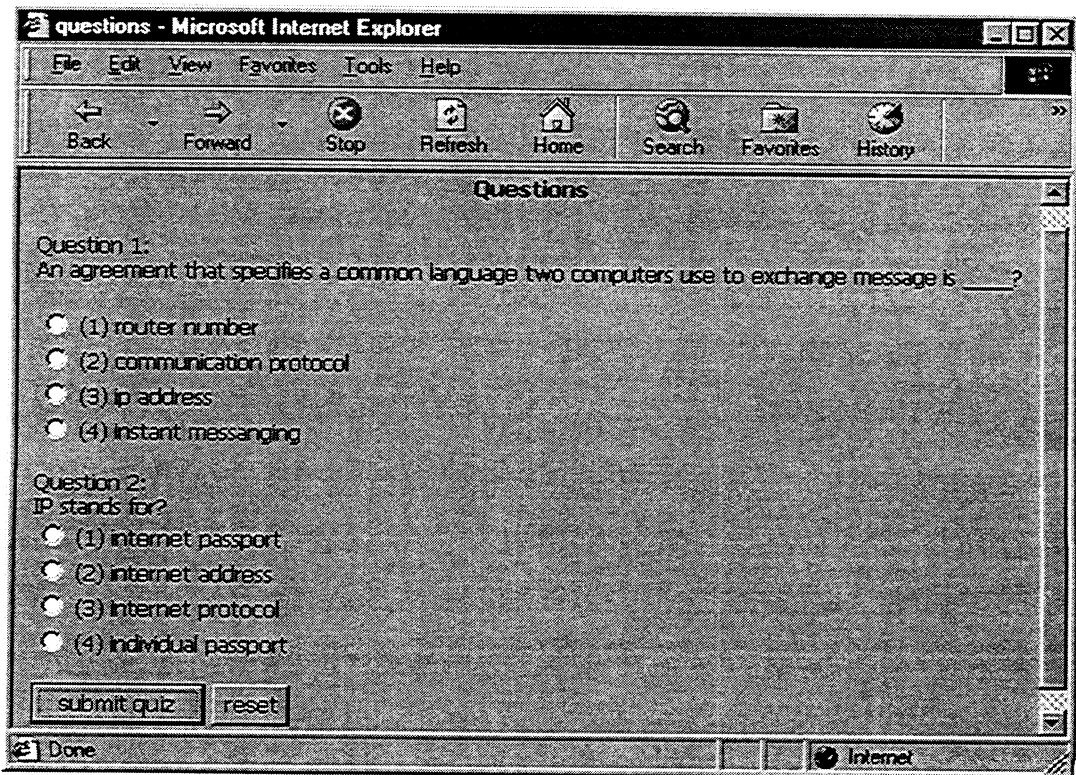 questions - Microsoft Internet Explorer
File Edit View Favorites Tools Help
Back Forward Stop Refresh Home Search Favorites History »
Questions
Question 1:
An agreement that specifies a common language two computers use to exchange message is ____?
(1) router number
(2) communication protocol
(3) ip address
(4) instant messanging
Question 2:
IP stands for?
(1) internet passport
(2) internet address
(3) internet protocol
(4) individual passport
submit quiz reset
Done Internet